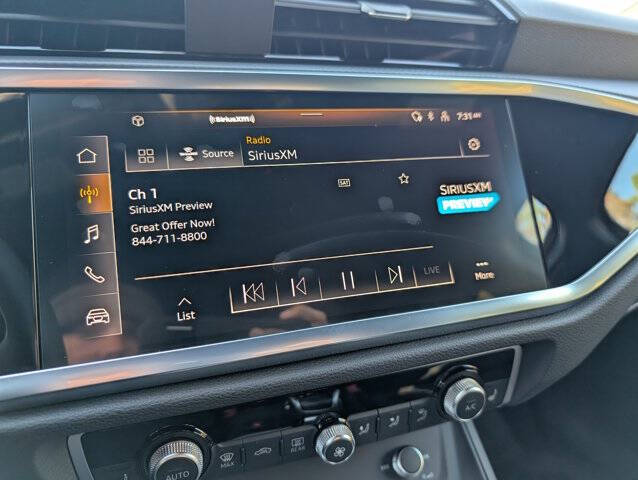 ((SiriusXM))
7:31 AM
Radio
Source
SiriusXM
Ch 1
SAT
SiriusXM Preview
SIRIUSXM
PREVIEW
Great Offer Now!
844-711-8800
LIVE
More
List
A/C
MAX
REAR
AUTO